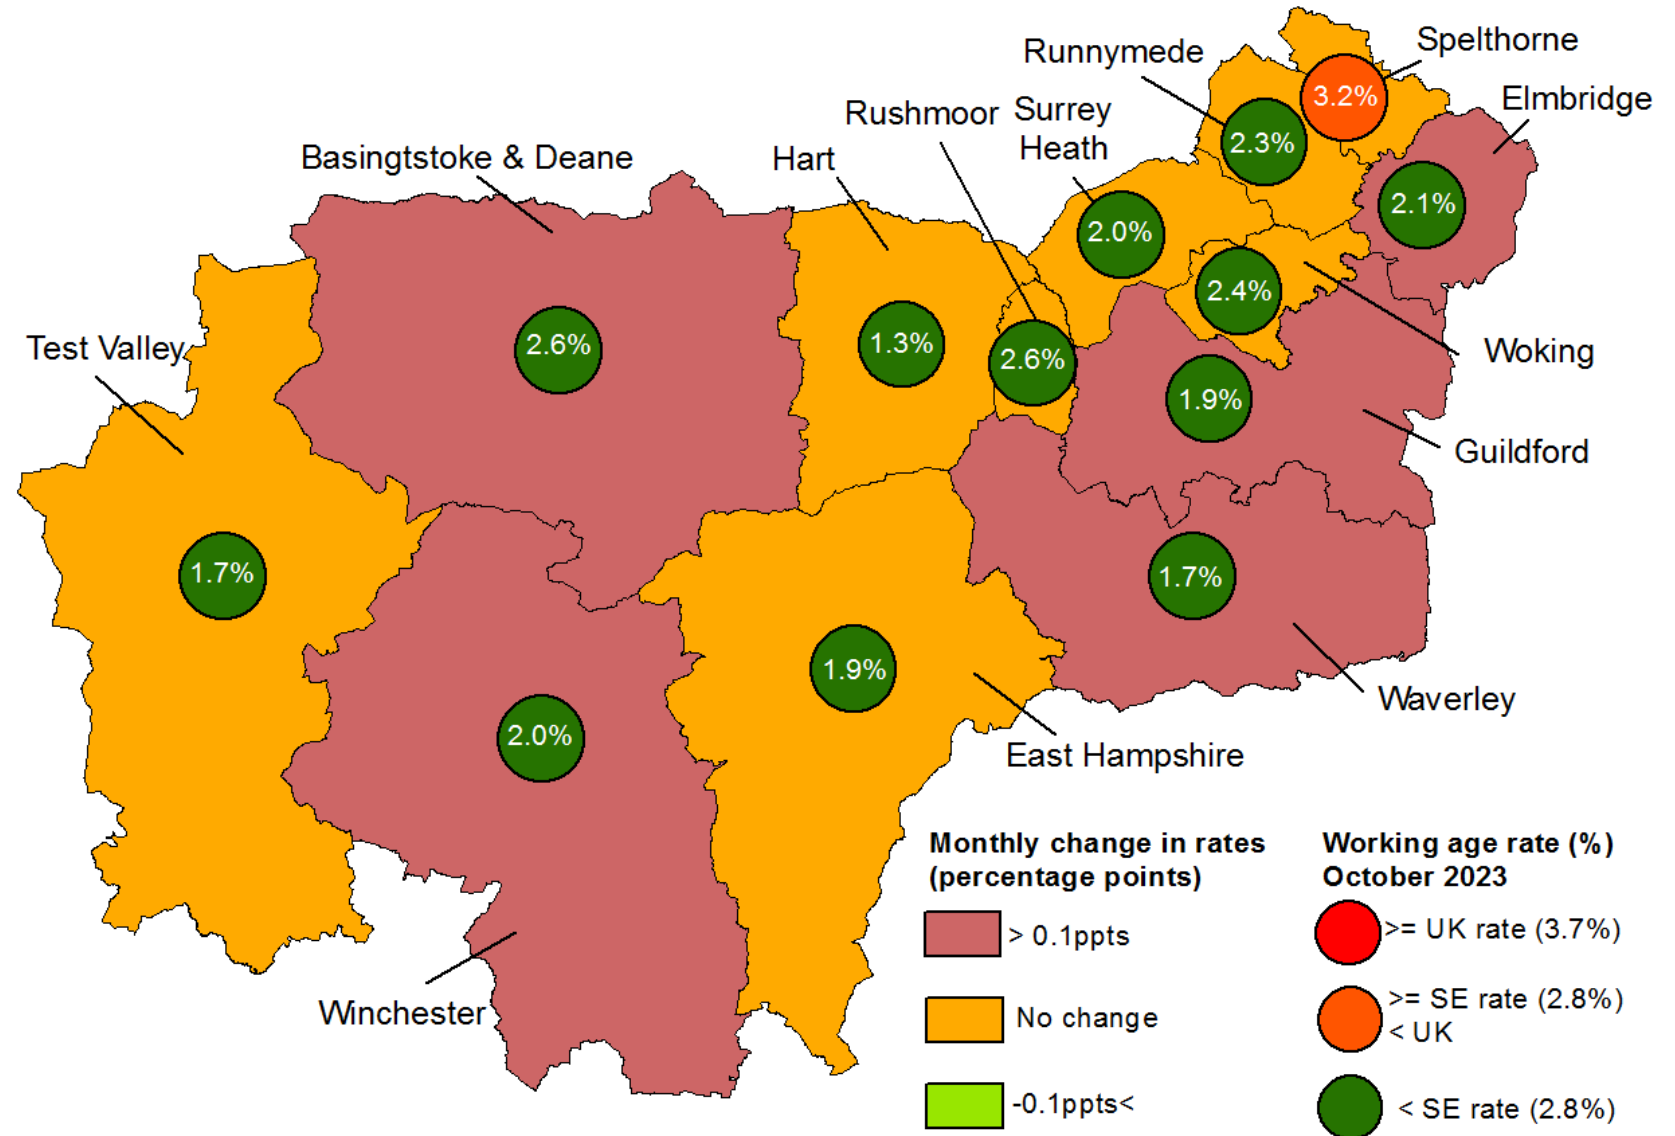 Runnymede
Spelthorne
3.2%
Elmbridge
Rushmoor
Surrey
Heath
2.3%
Basingtstoke & Deane
Hart
2.1%
2.0%
2.4%
Test Valley
2.6%
1.3%
2.6%
Woking
1.9%
Guildford
1.7%
1.7%
1.9%
Waverley
2.0%
East Hampshire
Winchester
Monthly change in rates
(percentage points)
> 0.1ppts
No change
-0.1ppts<
Working age rate (%)
October 2023
>= UK rate (3.7%)
>= SE rate (2.8%)
< UK
< SE rate (2.8%)